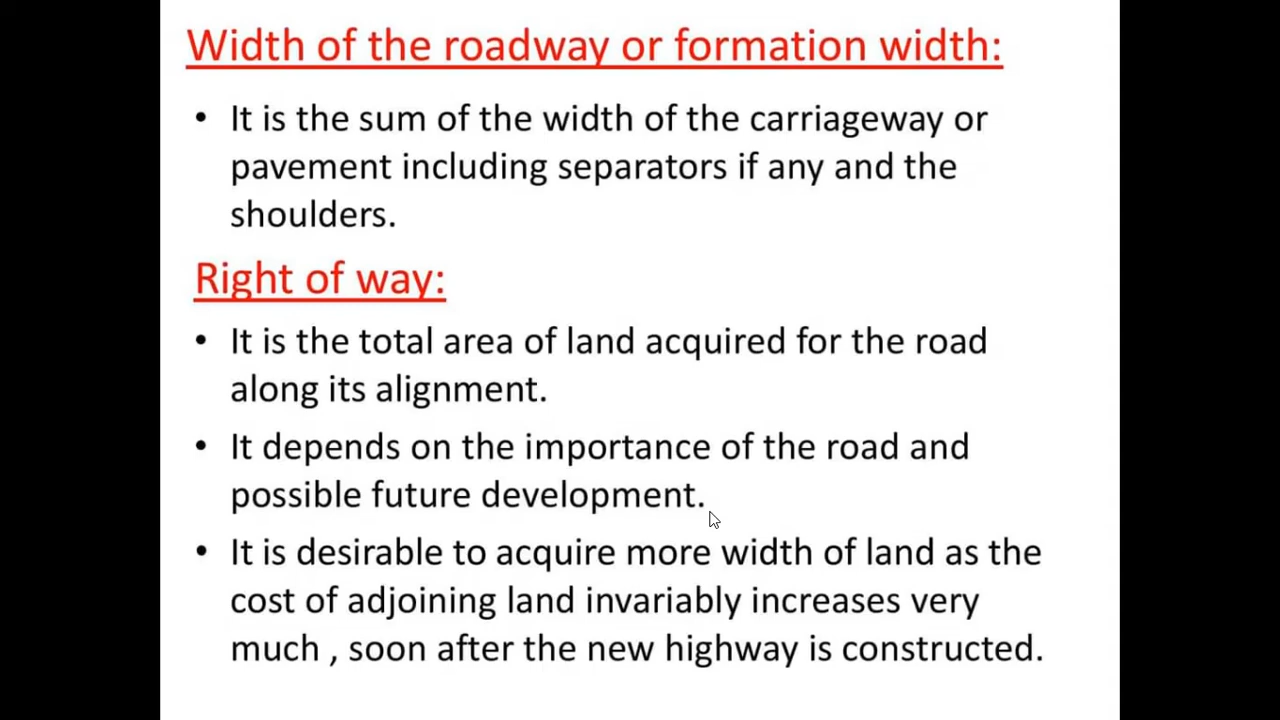 Width of the roadway or formation width:
• It is the sum of the width of the carriageway or
pavement including separators if any and the
shoulders.
Right of way:
• It is the total area of land acquired for the road
along its alignment.
• It depends on the importance of the road and
possible future development.
• It is desirable to acquire more width of land as the
cost of adjoining land invariably increases very
much , soon after the new highway is constructed.